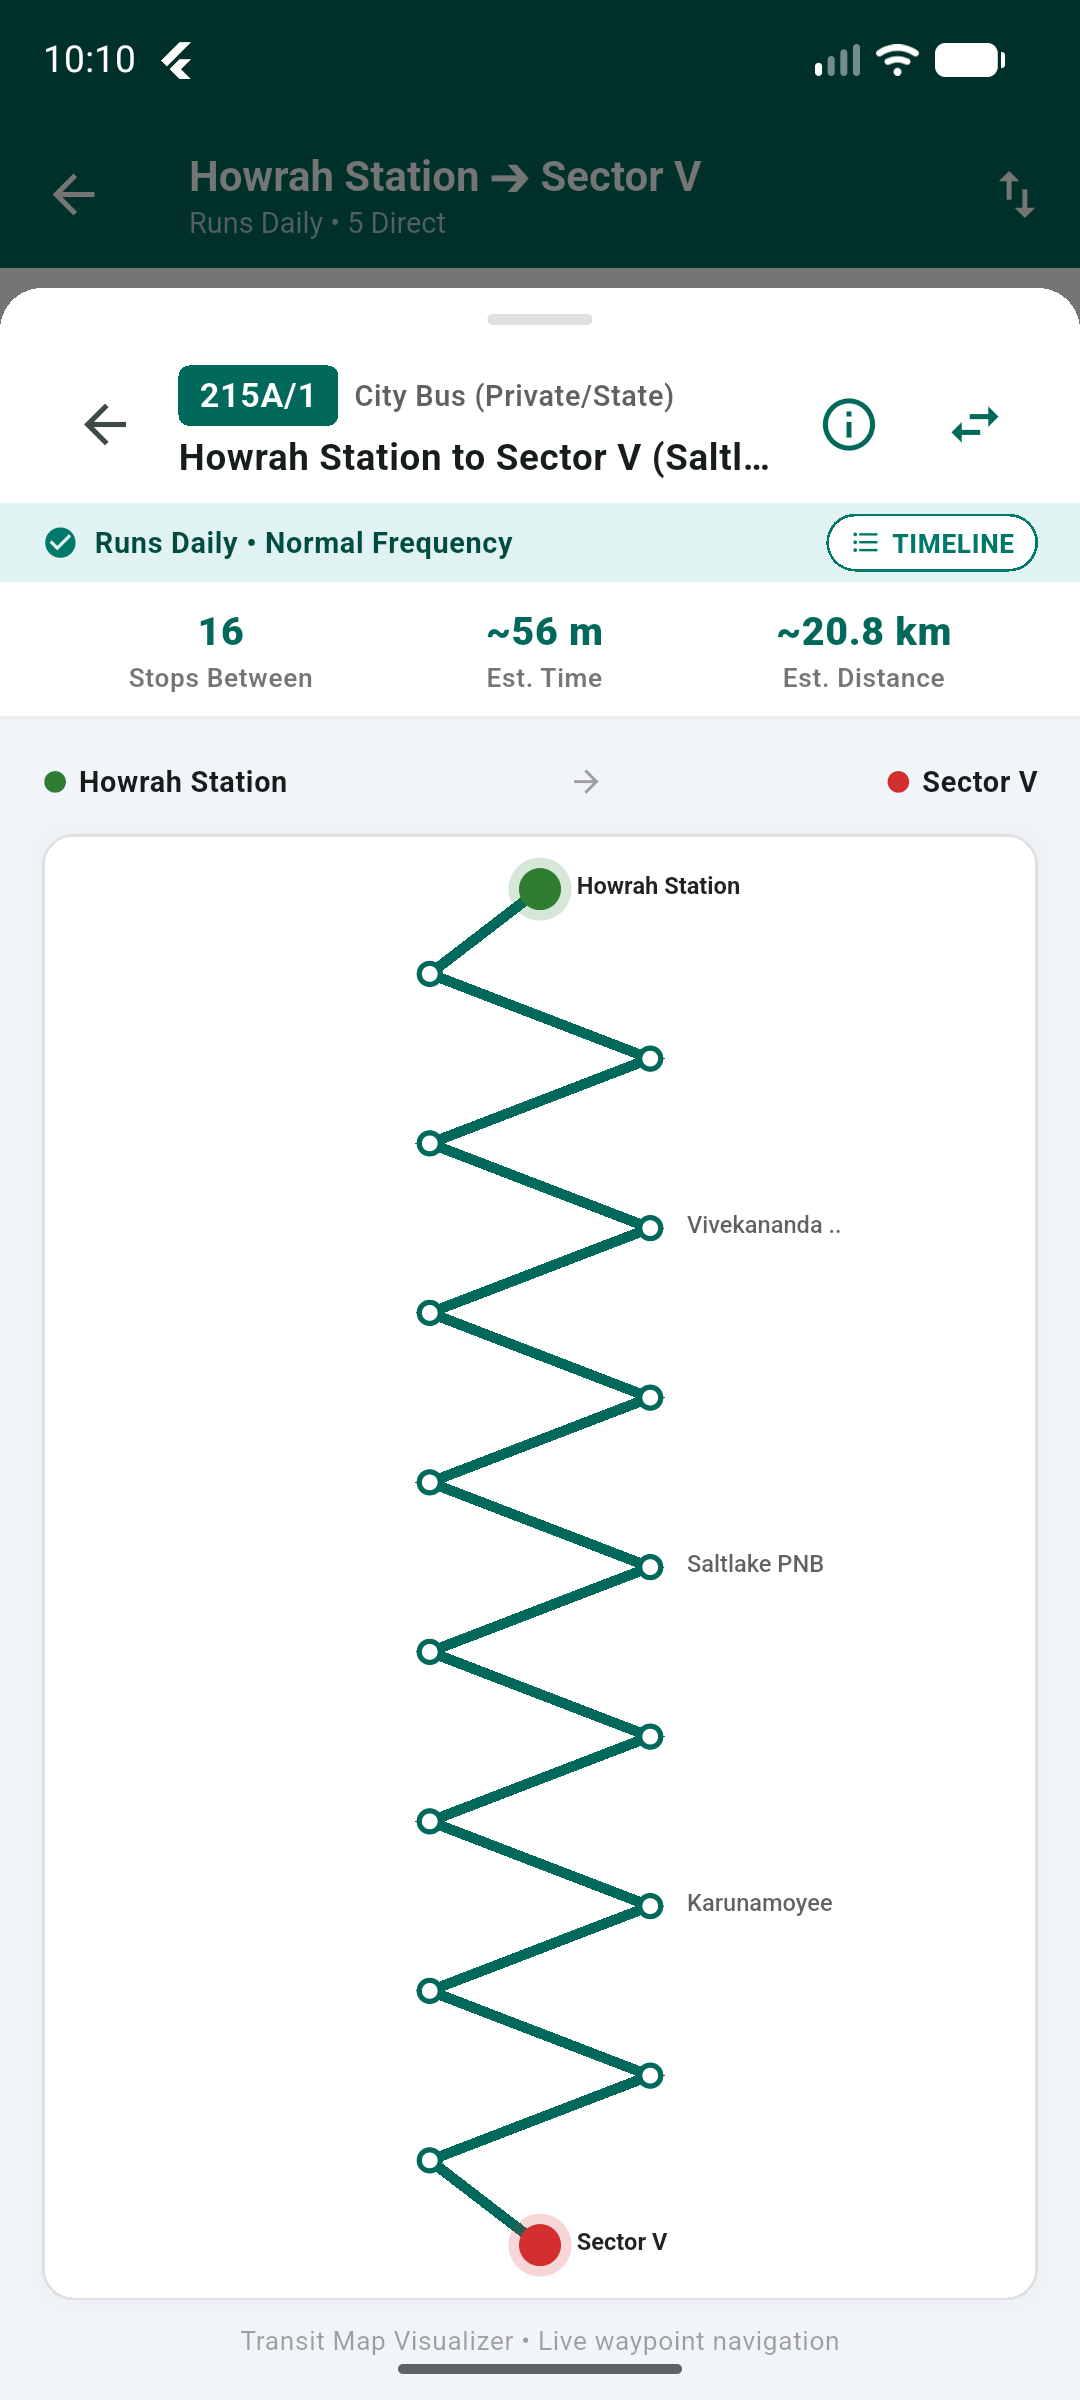 10:10
Howrah Station → Sector V
Runs Daily • 5 Direct
215A/1 City Bus (Private/State)
Howrah Station to Sector V (Saltl...
Runs Daily • Normal Frequency TIMELINE
16 ~56 m ~20.8 km
Stops Between Est. Time Est. Distance
Howrah Station → Sector V
Howrah Station
Vivekananda ..
Saltlake PNB
Karunamoyee
Sector V
Transit Map Visualizer • Live waypoint navigation